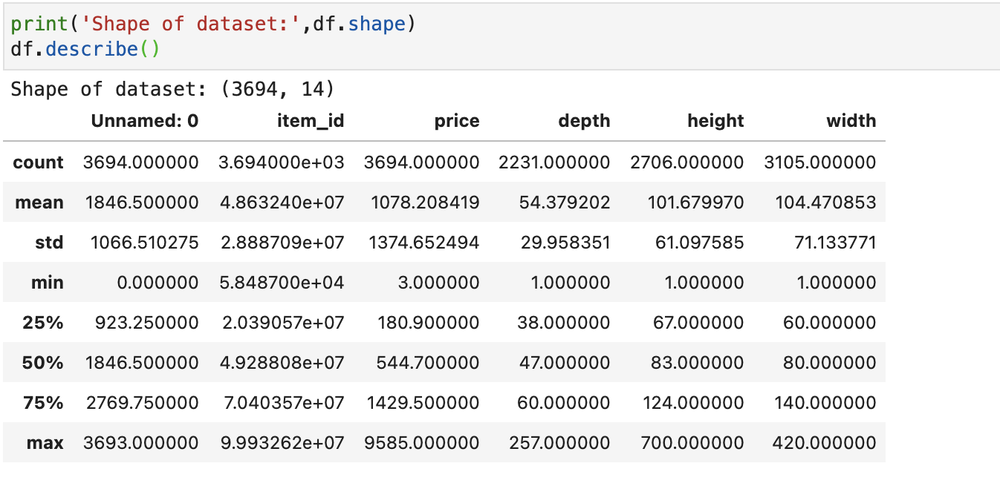 print('Shape of dataset:',df.shape)
df.describe()
Shape of dataset: (3694, 14)
Unnamed: 0 item_id price depth height width
count 3694.000000 3.694000e+03 3694.000000 2231.000000 2706.000000 3105.000000
mean 1846.500000 4.863240e+07 1078.208419 54.379202 101.679970 104.470853
std 1066.510275 2.888709e+07 1374.652494 29.958351 61.097585 71.133771
min 0.000000 5.848700e+04 3.000000 1.000000 1.000000 1.000000
25% 923.250000 2.039057e+07 180.900000 38.000000 67.000000 60.000000
50% 1846.500000 4.928808e+07 544.700000 47.000000 83.000000 80.000000
75% 2769.750000 7.040357e+07 1429.500000 60.000000 124.000000 140.000000
max 3693.000000 9.993262e+07 9585.000000 257.000000 700.000000 420.000000